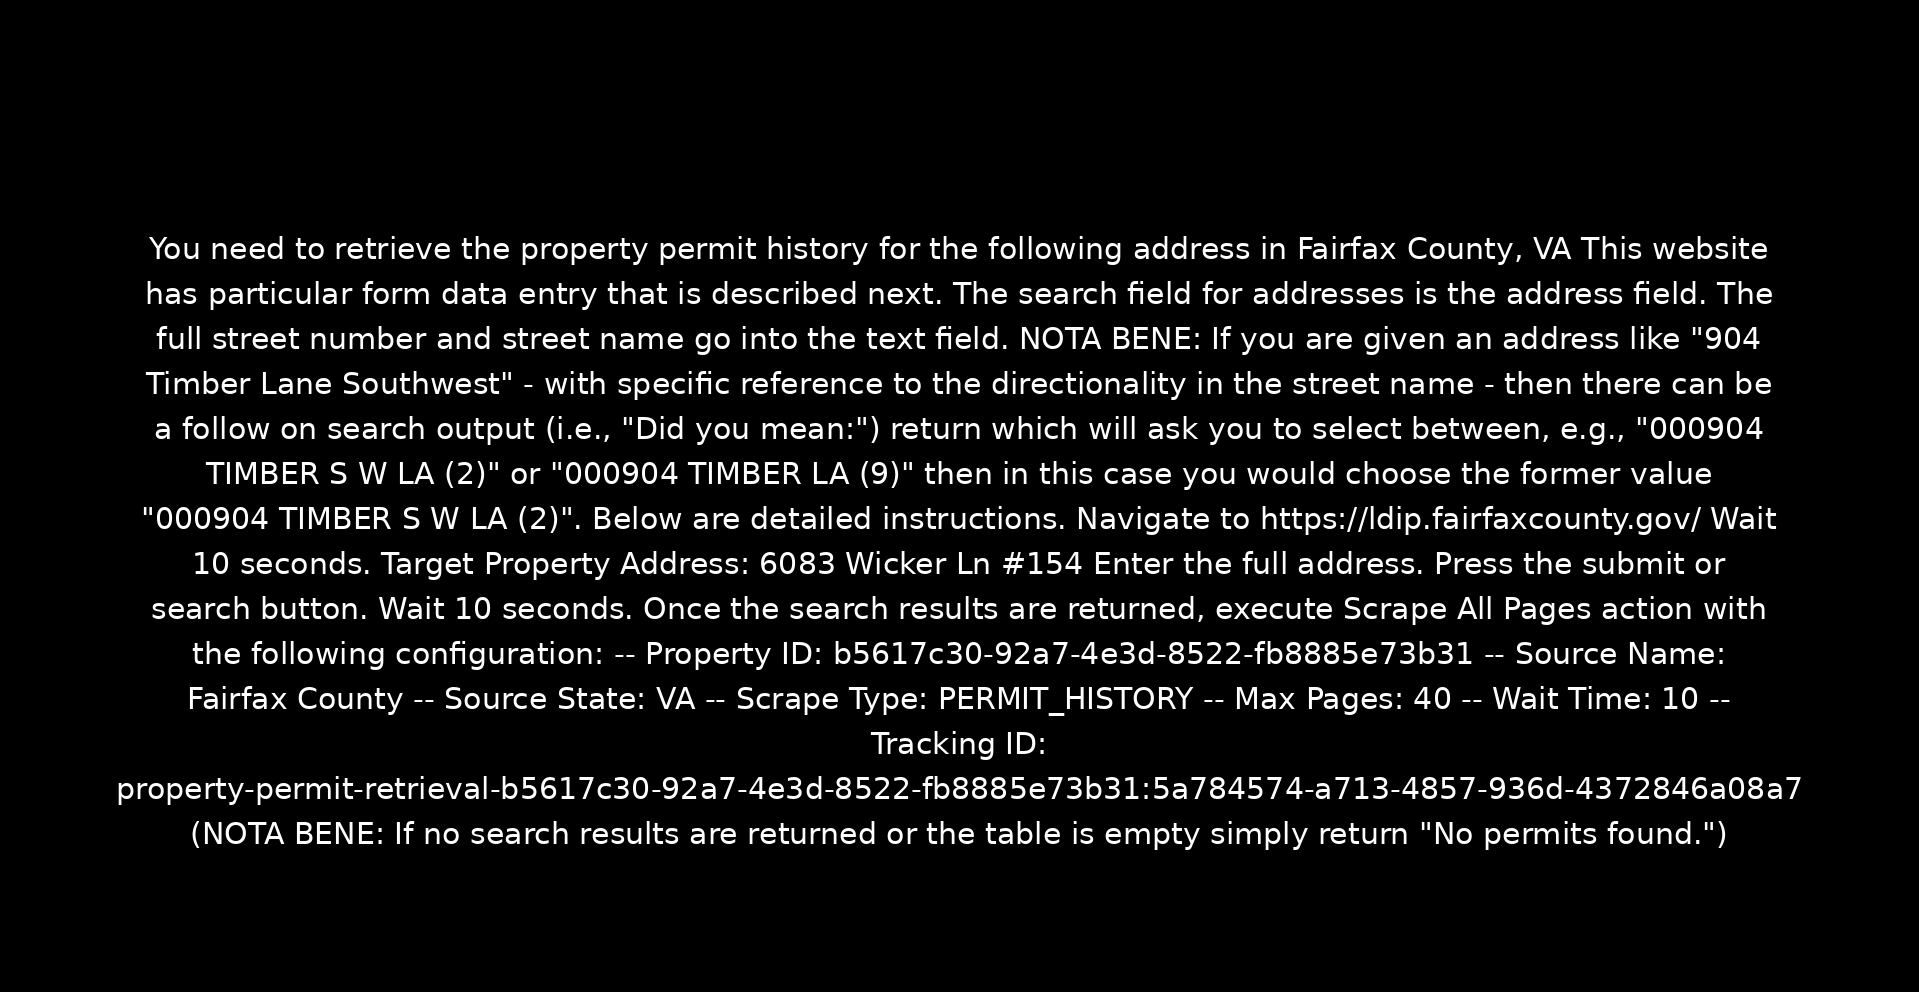 You need to retrieve the property permit history for the following address in Fairfax County, VA This website
has particular form data entry that is described next. The search field for addresses is the address field. The
full street number and street name go into the text field. NOTA BENE: If you are given an address like "904
Timber Lane Southwest" - with specific reference to the directionality in the street name - then there can be
a follow on search output (i.e., "Did you mean:") return which will ask you to select between, e.g., "000904
TIMBER S W LA (2)" or "000904 TIMBER LA (9)" then in this case you would choose the former value
"000904 TIMBER S W LA (2)". Below are detailed instructions. Navigate to https://ldip.fairfaxcounty.gov/ Wait
10 seconds. Target Property Address: 6083 Wicker Ln #154 Enter the full address. Press the submit or
search button. Wait 10 seconds. Once the search results are returned, execute Scrape All Pages action with
the following configuration: -- Property ID: b5617c30-92a7-4e3d-8522-fb8885e73b31 -- Source Name:
Fairfax County -- Source State: VA -- Scrape Type: PERMIT_HISTORY -- Max Pages: 40 -- Wait Time: 10 --
Tracking ID:
property-permit-retrieval-b5617c30-92a7-4e3d-8522-fb8885e73b31:5a784574-a713-4857-936d-4372846a08a7
(NOTA BENE: If no search results are returned or the table is empty simply return "No permits found.")